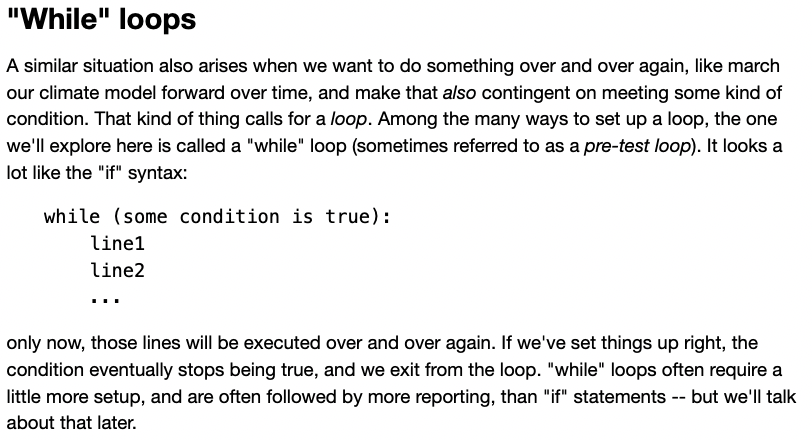 "While" loops
A similar situation also arises when we want to do something over and over again, like march
our climate model forward over time, and make that also contingent on meeting some kind of
condition. That kind of thing calls for a loop. Among the many ways to set up a loop, the one
we'll explore here is called a "while" loop (sometimes referred to as a pre-test loop). It looks a
lot like the "if" syntax:
while (some condition is true):
    line1
    line2
    ...
only now, those lines will be executed over and over again. If we've set things up right, the
condition eventually stops being true, and we exit from the loop. "while" loops often require a
little more setup, and are often followed by more reporting, than "if" statements -- but we'll talk
about that later.